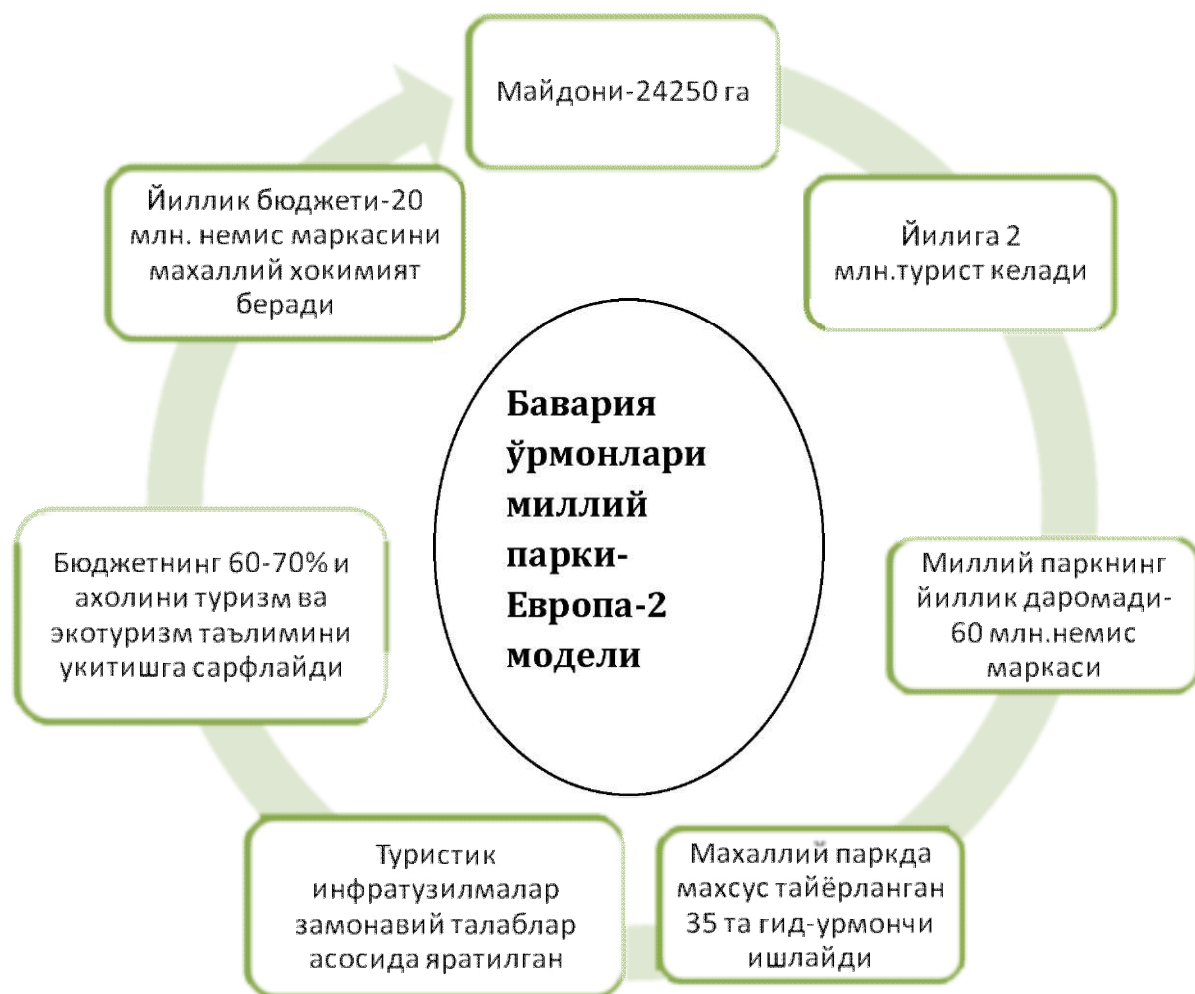 Майдони-24250 га
Йилига 2
млн.турист келади
Миллий паркнинг
йиллик даромади-
60 млн.немис
маркаси
Махаллий паркда
махсус тайёрланган
35 та гид-урмончи
ишлайди
Туристик
инфратузилмалар
замонавий талаблар
асосида яратилган
Бюджетнинг 60-70% и
ахолини туризм ва
экотуризм таълимини
укитишга сарфлайди
Йиллик бюджети-20
млн. немис маркасини
махаллий хокимият
беради
Бавария
ўрмонлари
миллий
парки-
Европа-2
модели